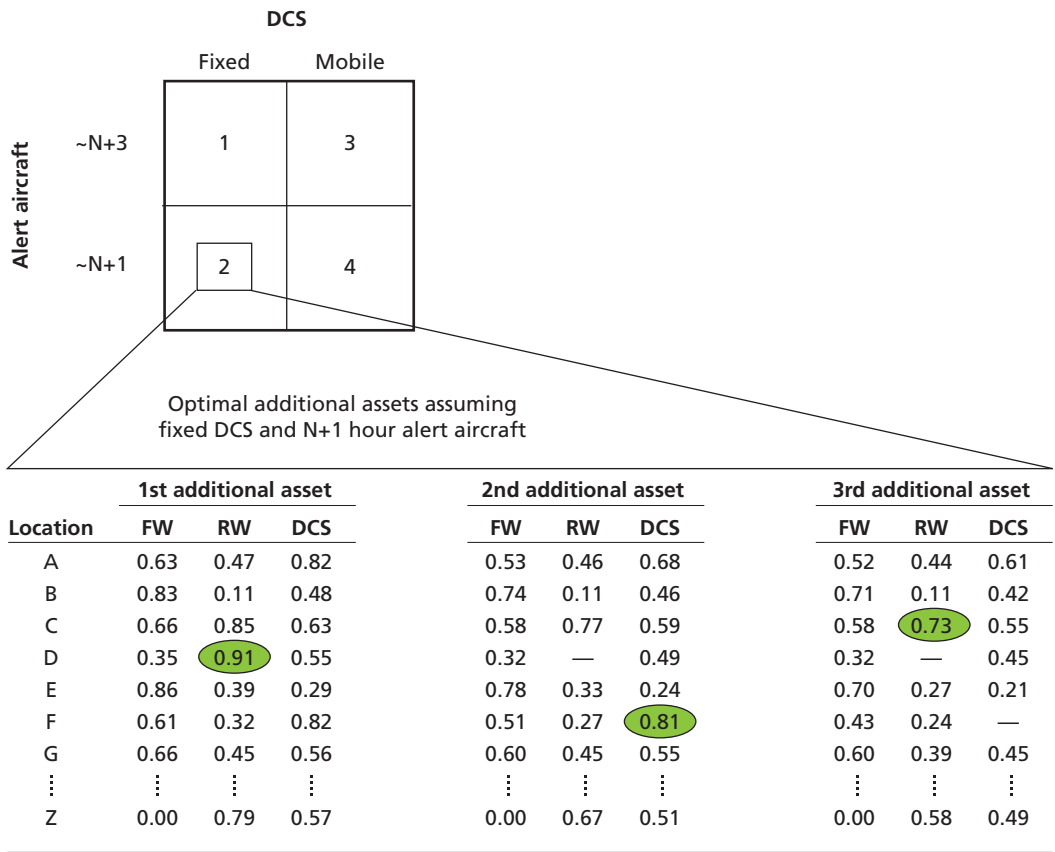 DCS
Fixed Mobile
Alert aircraft
~N+3 1 3
~N+1 2 4
Optimal additional assets assuming
fixed DCS and N+1 hour alert aircraft
1st additional asset 2nd additional asset 3rd additional asset
Location FW RW DCS FW RW DCS FW RW DCS
A 0.63 0.47 0.82 0.53 0.46 0.68 0.52 0.44 0.61
B 0.83 0.11 0.48 0.74 0.11 0.46 0.71 0.11 0.42
C 0.66 0.85 0.63 0.58 0.77 0.59 0.58 0.73 0.55
D 0.35 0.91 0.55 0.32 — 0.49 0.32 — 0.45
E 0.86 0.39 0.29 0.78 0.33 0.24 0.70 0.27 0.21
F 0.61 0.32 0.82 0.51 0.27 0.81 0.43 0.24 —
G 0.66 0.45 0.56 0.60 0.45 0.55 0.60 0.39 0.45
Z 0.00 0.79 0.57 0.00 0.67 0.51 0.00 0.58 0.49